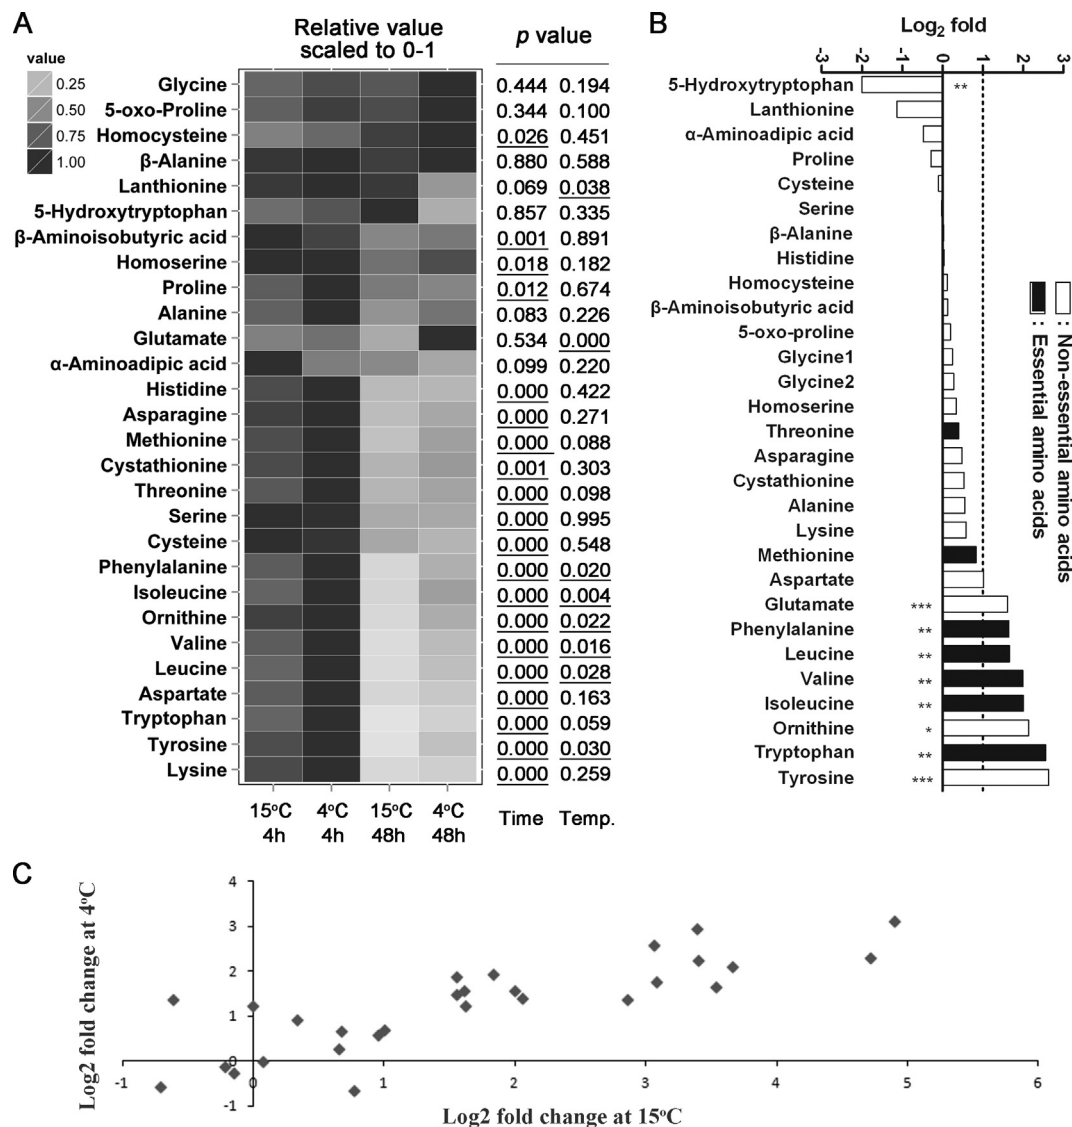 A
Relative value
scaled to 0-1
p value
value
0.25
0.50
0.75
1.00
Glycine 0.444 0.194
5-oxo-Proline 0.344 0.100
Homocysteine 0.026 0.451
β-Alanine 0.880 0.588
Lanthionine 0.069 0.038
5-Hydroxytryptophan 0.857 0.335
β-Aminoisobutyric acid 0.001 0.891
Homoserine 0.018 0.182
Proline 0.012 0.674
Alanine 0.083 0.226
Glutamate 0.534 0.000
α-Aminoadipic acid 0.099 0.220
Histidine 0.000 0.422
Asparagine 0.000 0.271
Methionine 0.000 0.088
Cystathionine 0.001 0.303
Threonine 0.000 0.098
Serine 0.000 0.995
Cysteine 0.000 0.548
Phenylalanine 0.000 0.020
Isoleucine 0.000 0.004
Ornithine 0.000 0.022
Valine 0.000 0.016
Leucine 0.000 0.028
Aspartate 0.000 0.163
Tryptophan 0.000 0.059
Tyrosine 0.000 0.030
Lysine 0.000 0.259
15°C 4°C 15°C 4°C
4h 4h 48h 48h
Time Temp.
B
Log2 fold
-3 -2 -1 0 1 2 3
5-Hydroxytryptophan **
Lanthionine
α-Aminoadipic acid
Proline
Cysteine
Serine
β-Alanine
Histidine
Homocysteine
β-Aminoisobutyric acid
5-oxo-proline
Glycine1
Glycine2
Homoserine
Threonine
Asparagine
Cystathionine
Alanine
Lysine
Methionine
Aspartate
Glutamate ***
Phenylalanine **
Leucine **
Valine **
Isoleucine **
Ornithine *
Tryptophan **
Tyrosine ***
: Non-essential amino acids
: Essential amino acids
C
Log2 fold change at 4°C
4
3
2
1
0
-1
-1 0 1 2 3 4 5 6
Log2 fold change at 15°C